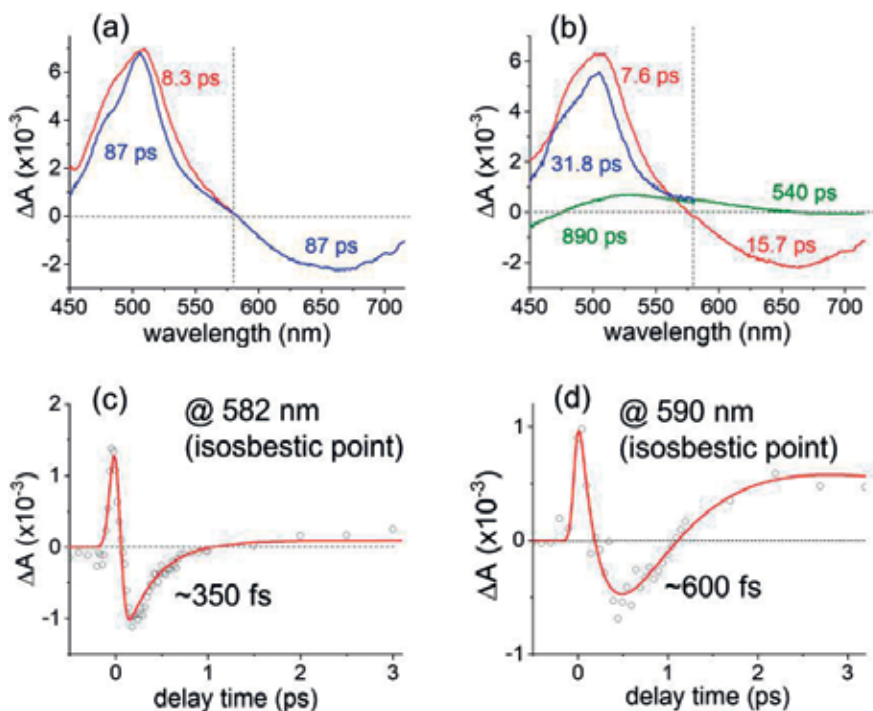 (a)
8.3 ps
87 ps
87 ps
ΔA (x10⁻³)
6
4
2
0
-2
450 500 550 600 650 700
wavelength (nm)
(b)
7.6 ps
31.8 ps
540 ps
890 ps
15.7 ps
ΔA (x10⁻³)
6
4
2
0
-2
450 500 550 600 650 700
wavelength (nm)
(c)
@ 582 nm
(isosbestic point)
~350 fs
ΔA (x10⁻³)
2
1
0
-1
0 1 2 3
delay time (ps)
(d)
@ 590 nm
(isosbestic point)
~600 fs
ΔA (x10⁻³)
1
0
-1
0 1 2 3
delay time (ps)